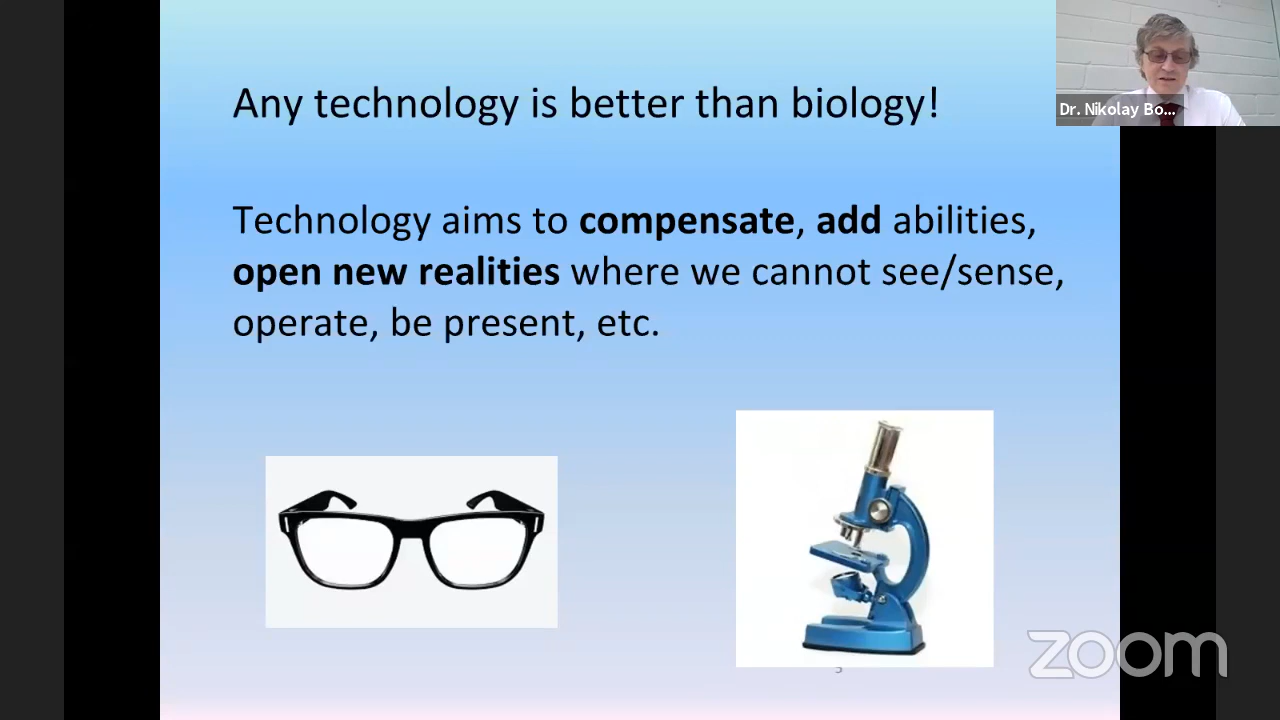 Any technology is better than biology!
Technology aims to compensate, add abilities,
open new realities where we cannot see/sense,
operate, be present, etc.
Dr. Nikolay Bo...
zoom